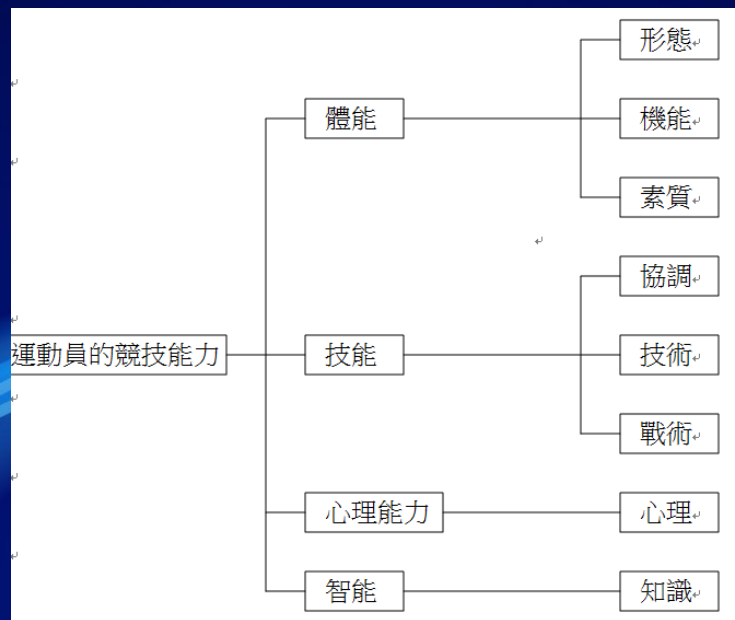 運動員的競技能力
體能
形態
機能
素質
技能
協調
技術
戰術
心理能力
心理
智能
知識